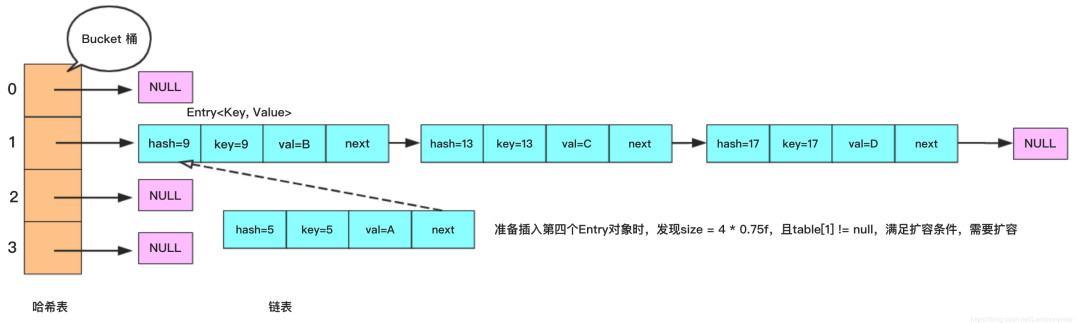 Bucket 桶
0
NULL
Entry<Key, Value>
1
hash=9
key=9
val=B
next
hash=13
key=13
val=C
next
hash=17
key=17
val=D
next
NULL
2
NULL
hash=5
key=5
val=A
next
准备插入第四个Entry对象时，发现size = 4 * 0.75f，且table[1] != null，满足扩容条件，需要扩容
3
NULL
哈希表
链表